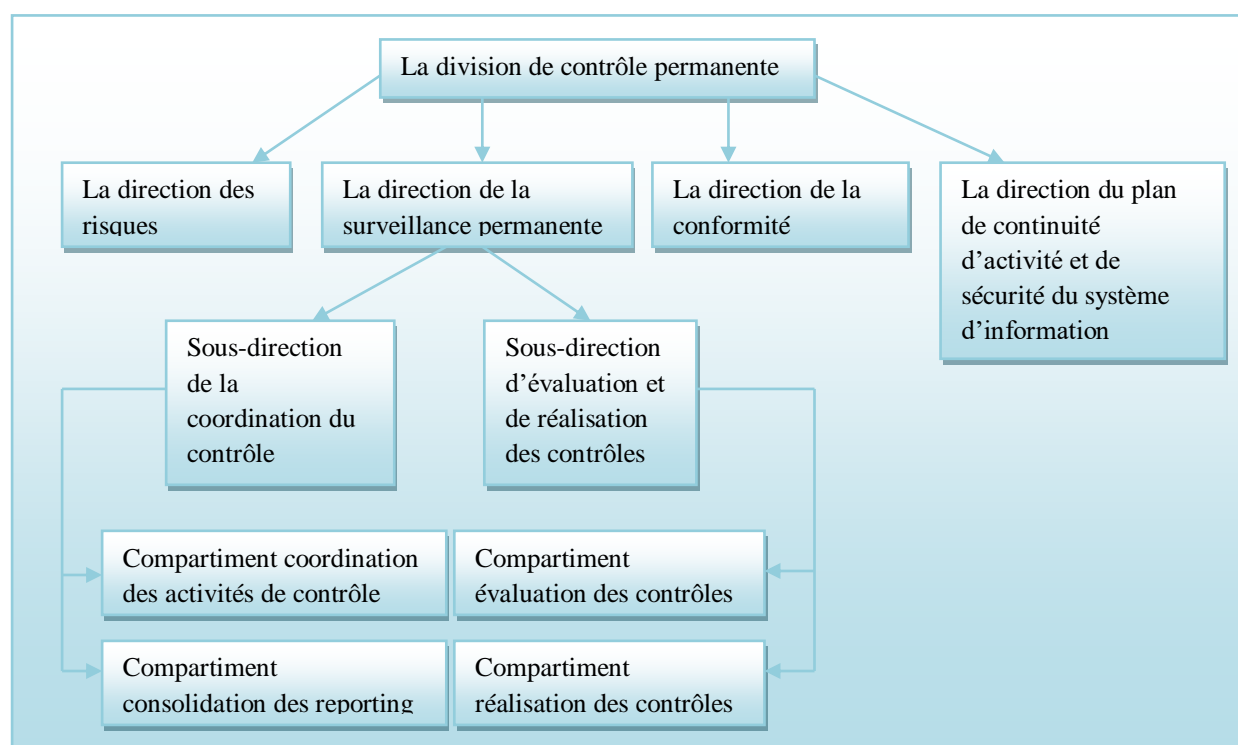 La division de contrôle permanente
La direction des
risques
La direction de la
surveillance permanente
La direction de la
conformité
La direction du plan
de continuité
d’activité et de
sécurité du système
d’information
Sous-direction
de la
coordination du
contrôle
Sous-direction
d’évaluation et
de réalisation
des contrôles
Compartiment coordination
des activités de contrôle
Compartiment
évaluation des contrôles
Compartiment
consolidation des reporting
Compartiment
réalisation des contrôles